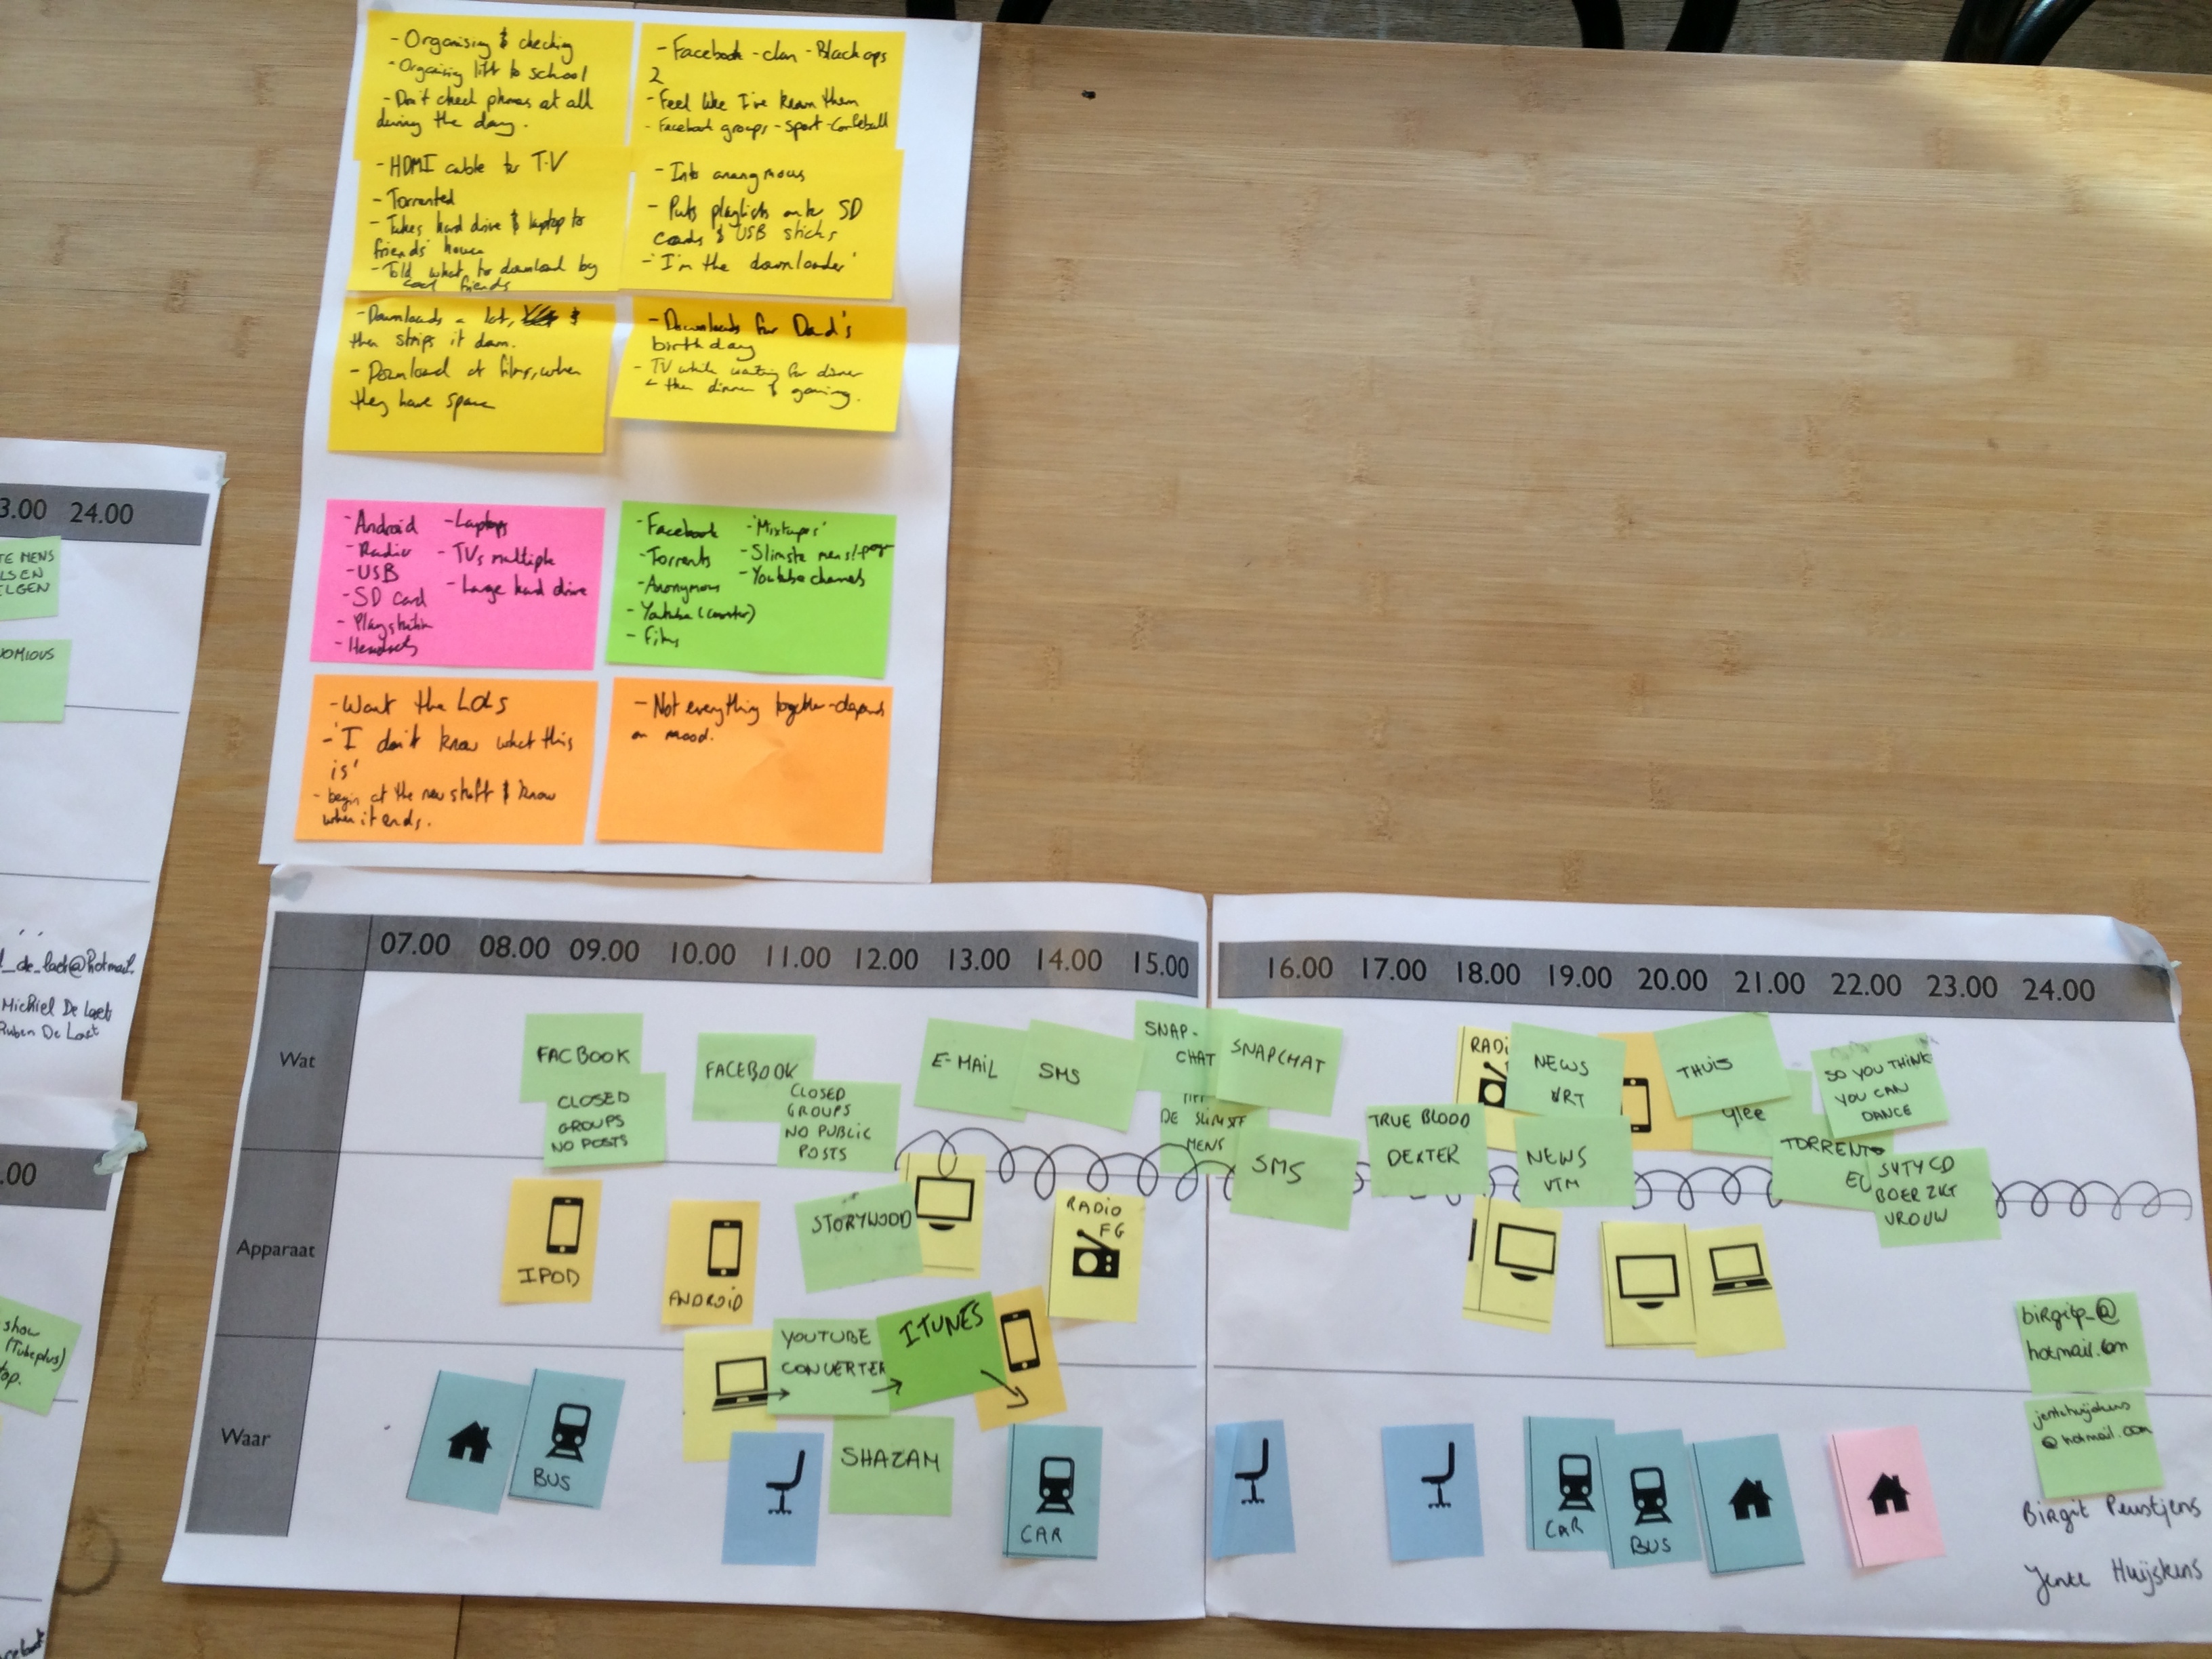 - Organising & checking
- Organising lift to school
- Don't check phones at all
during the day.
- Facebook - clan - Black ops
2
- Feel like I've known them
- Facebook groups - sport - Corfeball
- HDMI cable to TV
- Torrented
- Takes hard drive & laptop to
friends' house
- Told what to download by
cool friends
- Into anangmous
- Puts playlists onto SD
cards & USB sticks
- 'I'm the downloader'
- Downloads a lot, &
then strips it down.
- Download of films, when
they have space
- Downloads for Dad's
birthday
- TV while waiting for dinner
then dinner & gaming.
- Android
- Radio
- USB
- SD Card
- Playstation
- Headsets
- Laptops
- TVs multiple
- Large hard drive
- Facebook
- Torrents
- Anonymous
- Youtube (converter)
- Films
- 'Mixtapes'
- Slimste mens
- Youtube channels
- Want the LOLs
- 'I don't know what this
is'
- begin at the new stuff & know
when it ends.
- Not everything together - depends
on mood.
3.00 24.00
TE MENS
LS EN
ELGEN
OMIOUS
_de_laet@hotmail.
Michiel De Laet
Ruben De Laet
.00
show
(Tubeplus)
top.
07.00 08.00 09.00 10.00 11.00 12.00 13.00 14.00 15.00
16.00 17.00 18.00 19.00 20.00 21.00 22.00 23.00 24.00
Wat
FACBOOK
CLOSED
GROUPS
NO POSTS
FACEBOOK
CLOSED
GROUPS
NO PUBLIC
POSTS
E-MAIL
SMS
SNAP-
CHAT
SNAPCHAT
DE SLIMSTE
MENS
SMS
TRUE BLOOD
DEXTER
RADI
NEWS
VRT
NEWS
VTM
THUIS
glee
SO YOU THINK
YOU CAN
DANCE
TORRENTS
SYTYCD
BOER ZKT
VROUW
Apparaat
IPOD
ANDROID
STORYWOOD
RADIO
FG
YOUTUBE
CONVERTER
ITUNES
Waar
BUS
SHAZAM
CAR
CAR
BUS
birgitp_@
hotmail.com
jentehuijskens
@hotmail.com
Birgit Peustjens
Jente Huijskens